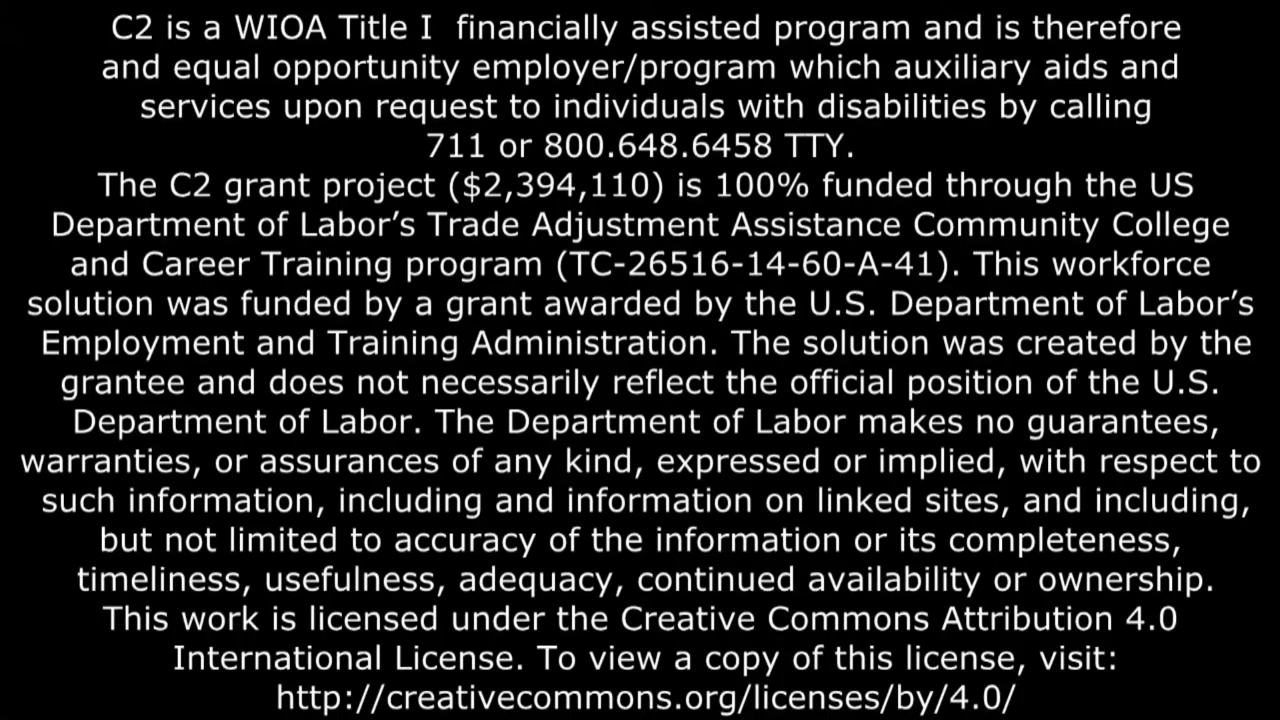 C2 is a WIOA Title I  financially assisted program and is therefore
and equal opportunity employer/program which auxiliary aids and
services upon request to individuals with disabilities by calling
711 or 800.648.6458 TTY.
The C2 grant project ($2,394,110) is 100% funded through the US
Department of Labor’s Trade Adjustment Assistance Community College
and Career Training program (TC-26516-14-60-A-41). This workforce
solution was funded by a grant awarded by the U.S. Department of Labor’s
Employment and Training Administration. The solution was created by the
grantee and does not necessarily reflect the official position of the U.S.
Department of Labor. The Department of Labor makes no guarantees,
warranties, or assurances of any kind, expressed or implied, with respect to
such information, including and information on linked sites, and including,
but not limited to accuracy of the information or its completeness,
timeliness, usefulness, adequacy, continued availability or ownership.
This work is licensed under the Creative Commons Attribution 4.0
International License. To view a copy of this license, visit:
http://creativecommons.org/licenses/by/4.0/